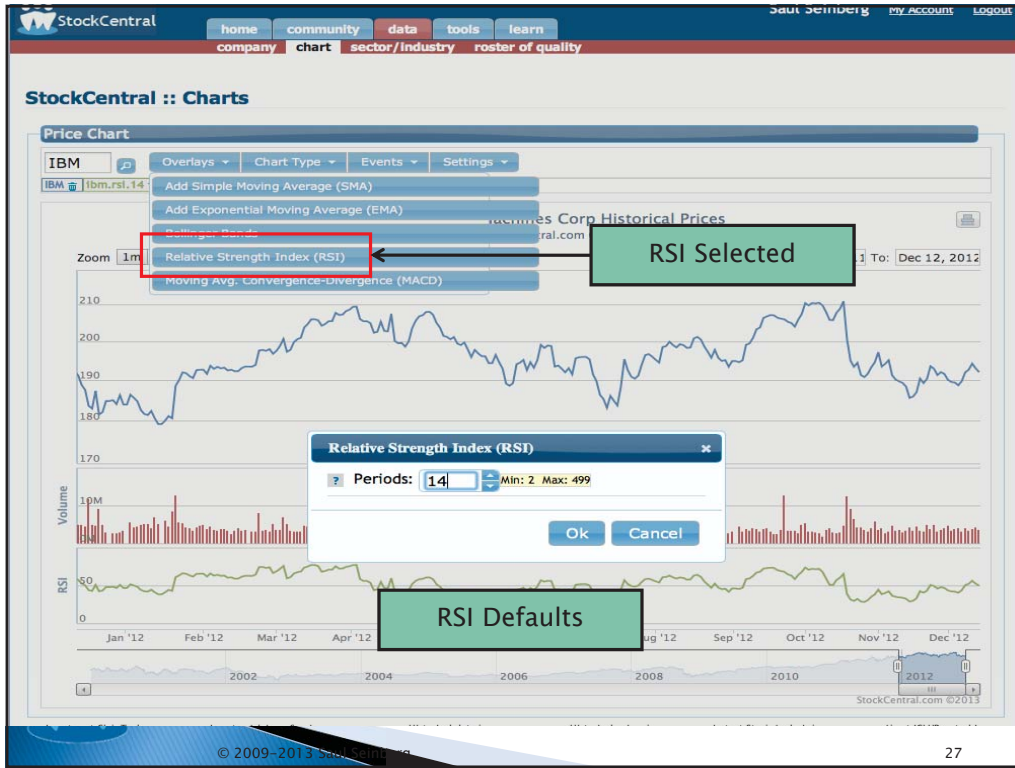 StockCentral
Saul Seinberg My Account Logout
home community data tools learn
company chart sector/industry roster of quality
StockCentral :: Charts
Price Chart
IBM
Overlays Chart Type Events Settings
IBM ibm.rsi.14
Add Simple Moving Average (SMA)
Add Exponential Moving Average (EMA)
Bollinger Bands
Relative Strength Index (RSI)
Moving Avg. Convergence-Divergence (MACD)
Machines Corp Historical Prices
RSI Selected
Zoom 1m
To: Dec 12, 2012
210
200
190
180
170
Relative Strength Index (RSI) x
? Periods: 14 Min: 2 Max: 499
Ok Cancel
Volume
10M
0M
RSI
50
0
RSI Defaults
Jan '12 Feb '12 Mar '12 Apr '12 Aug '12 Sep '12 Oct '12 Nov '12 Dec '12
2002 2004 2006 2008 2010 2012
StockCentral.com ©2013
© 2009-2013 Saul Seinberg
27